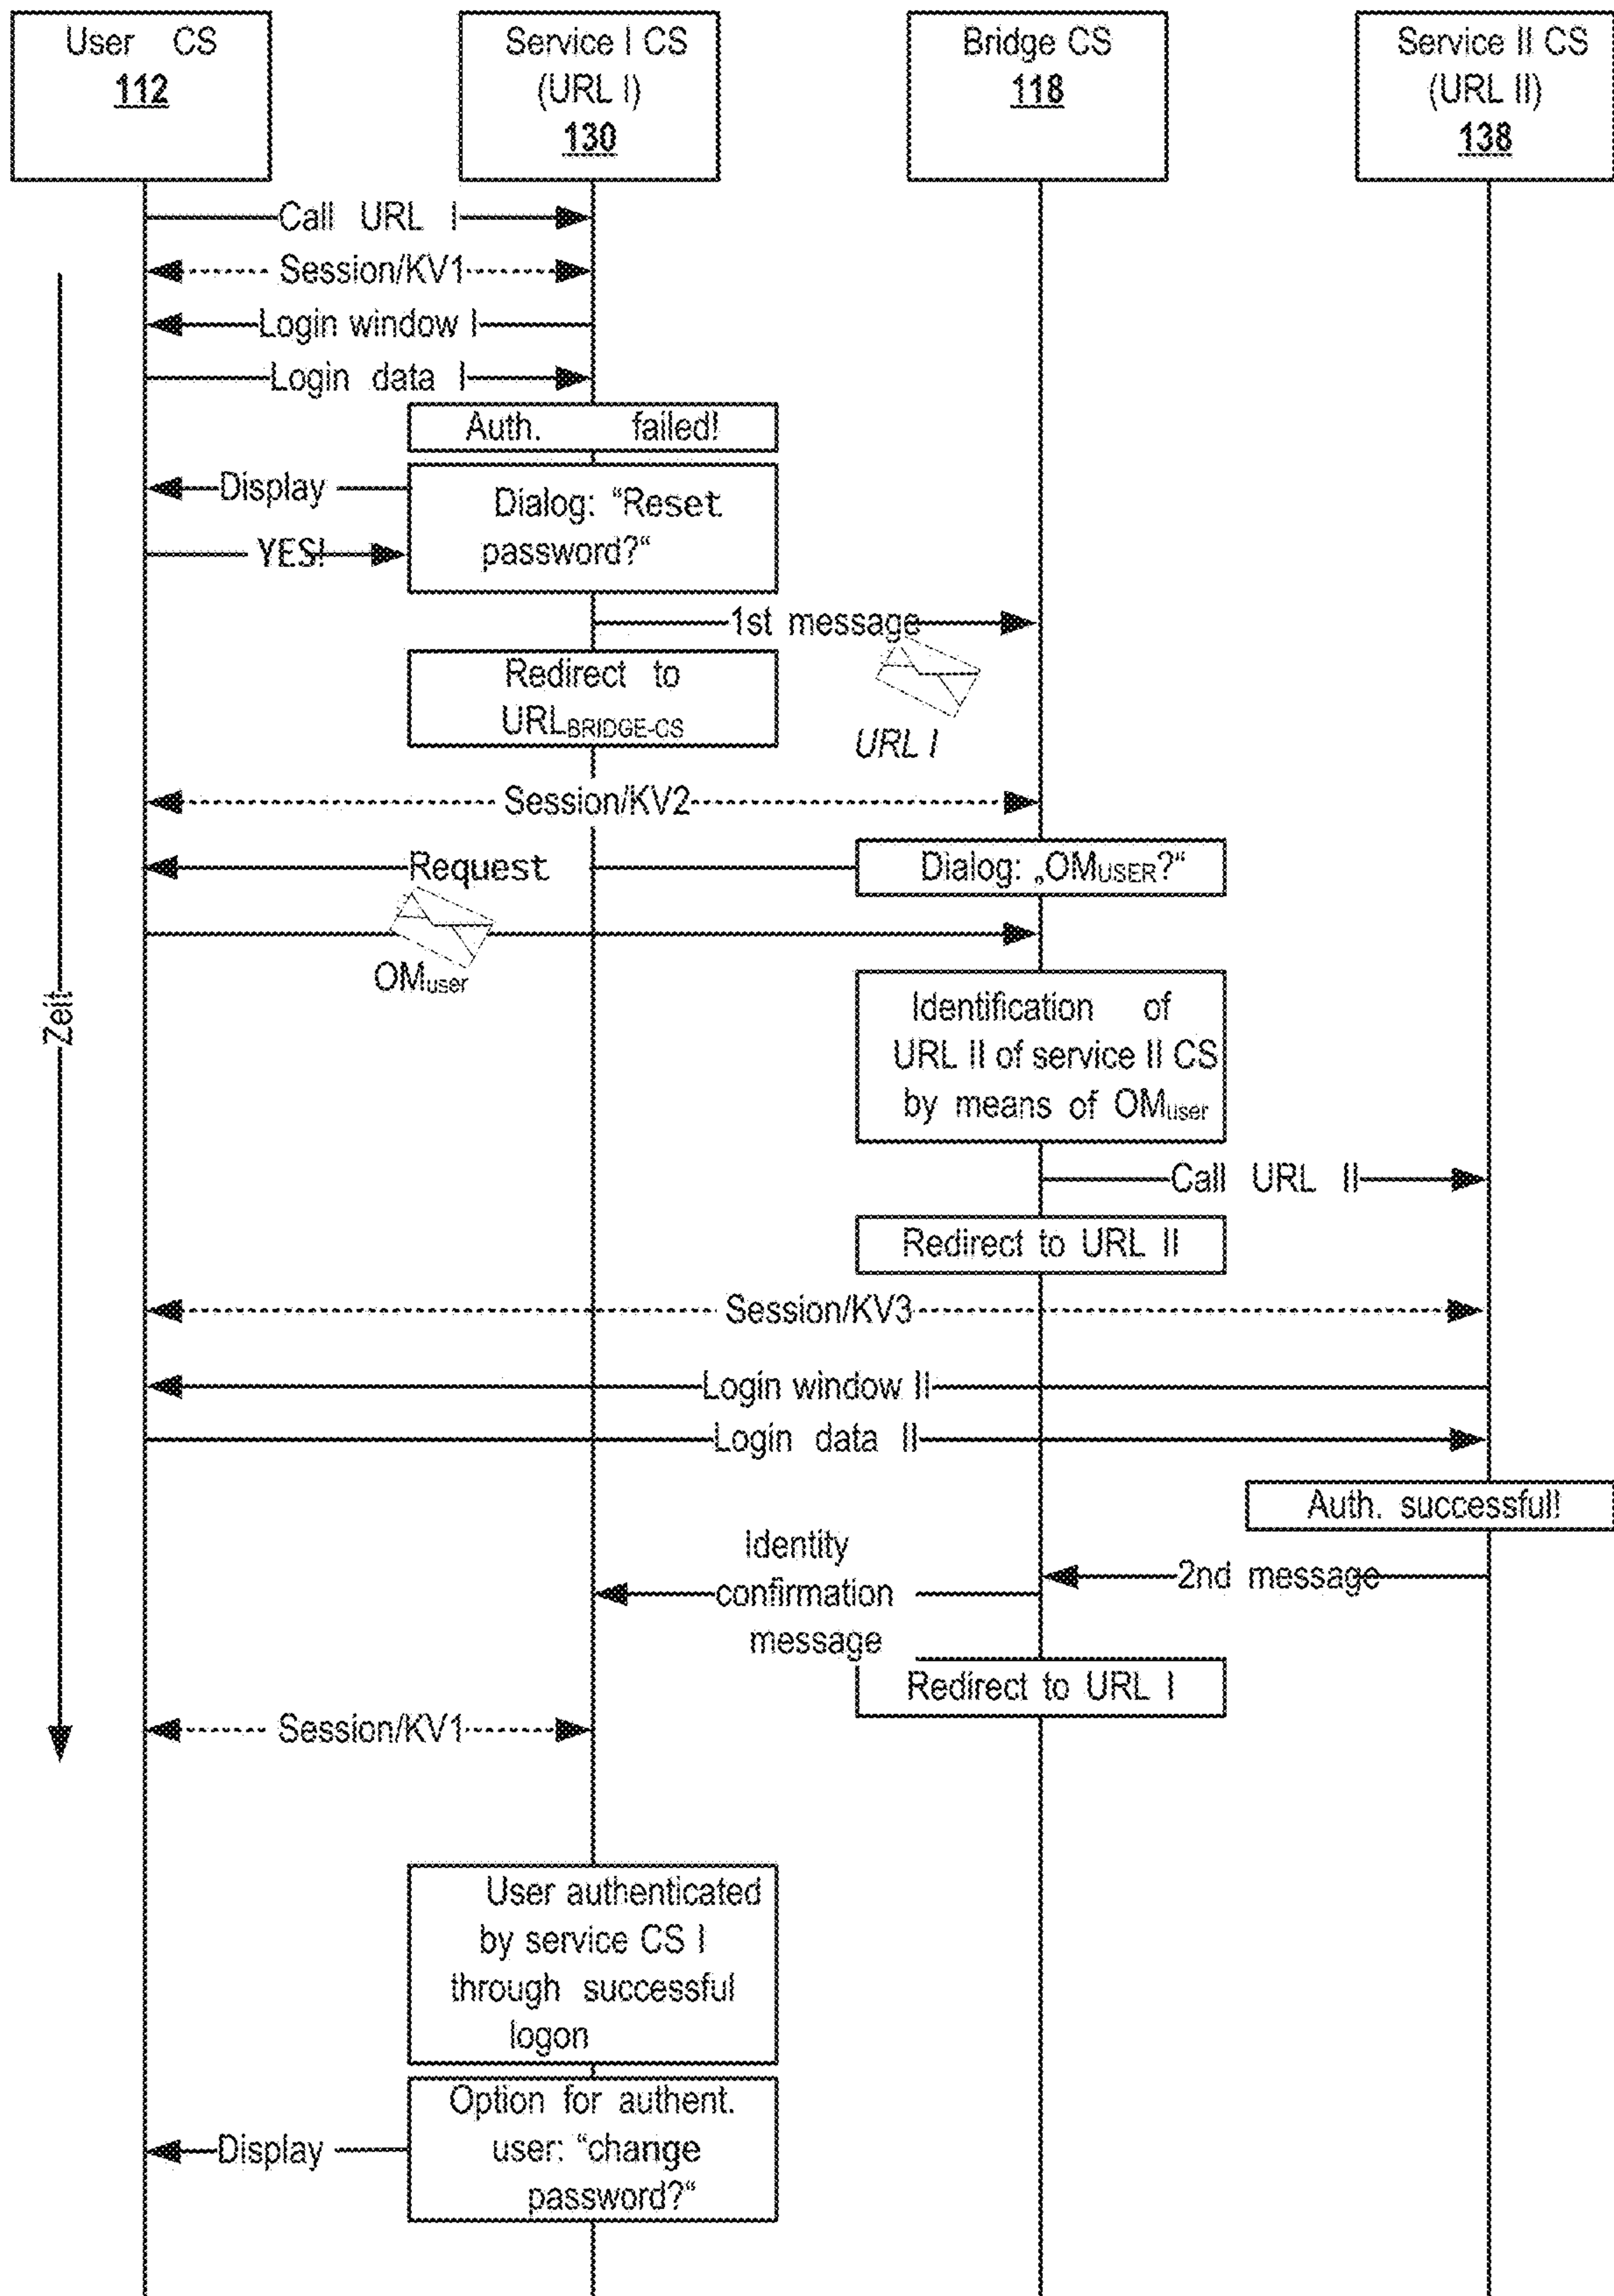 User CS
112
Service I CS
(URL I)
130
Bridge CS
118
Service II CS
(URL II)
138
Call URL I
Session/KV1
Login window I
Login data I
Auth. failed!
Display
Dialog: “Reset
password?“
YES!
1st message
Redirect to
URLBRIDGE-CS
URL I
Session/KV2
Request
Dialog: „OMUSER?“
OMuser
Zeit
Identification of
URL II of service II CS
by means of OMuser
Call URL II
Redirect to URL II
Session/KV3
Login window II
Login data II
Auth. successful!
2nd message
Identity
confirmation
message
Redirect to URL I
Session/KV1
User authenticated
by service CS I
through successful
logon
Option for authent.
user: “change
password?“
Display